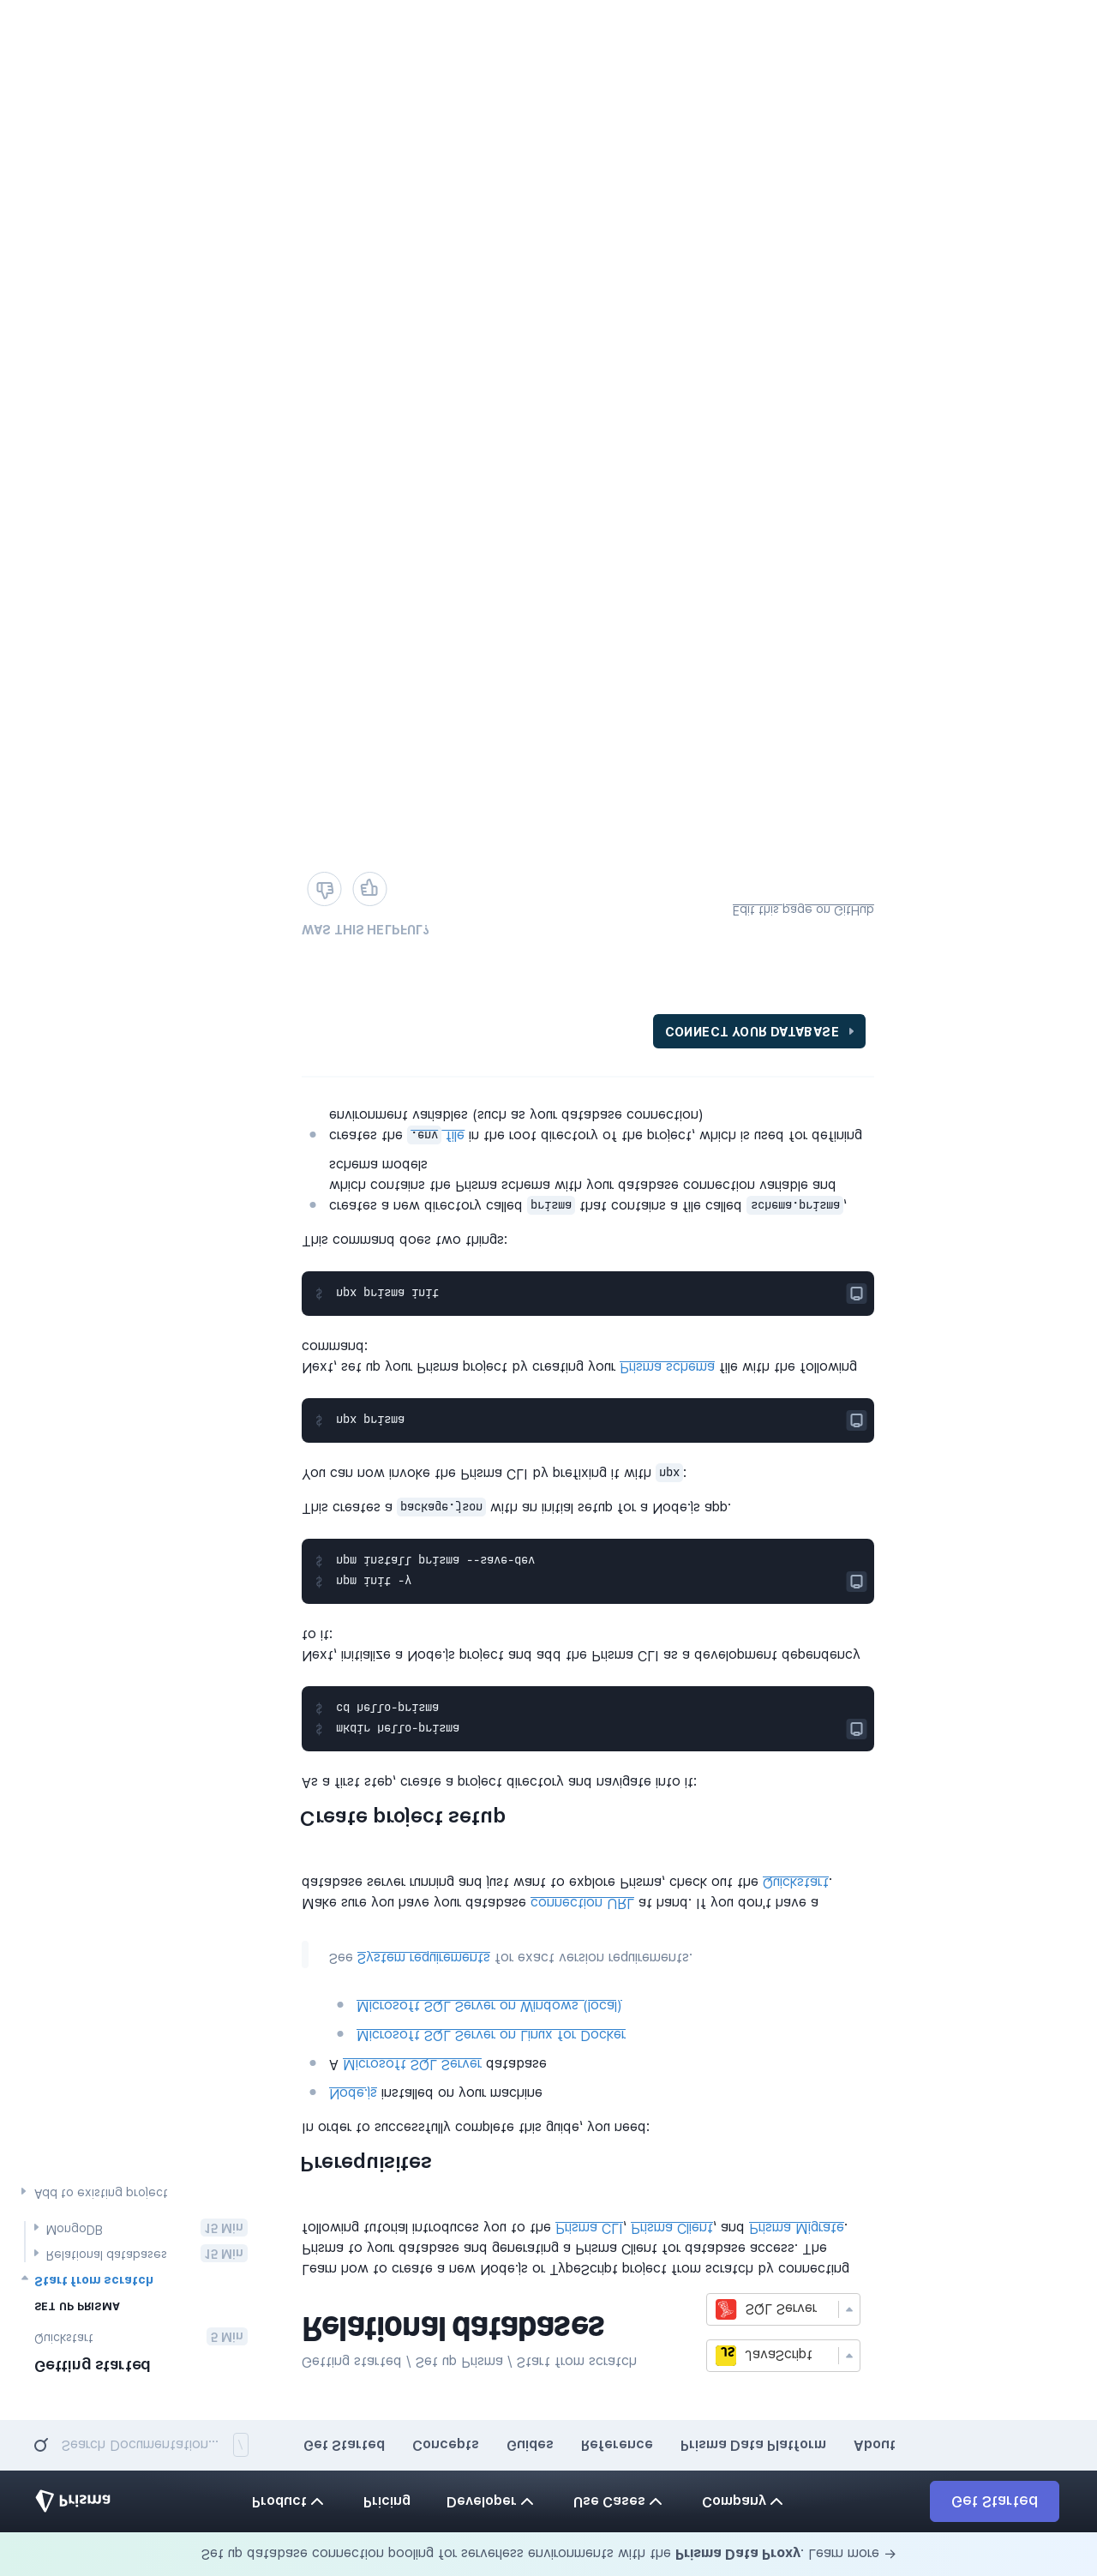 Set up database connection pooling for serverless environments with the Prisma Data Proxy. Learn more →
Prisma
Product
Pricing
Developer
Use Cases
Company
Get Started
Search Documentation... /
Get Started
Concepts
Guides
Reference
Prisma Data Platform
About
Getting started
Quickstart 5 Min
SET UP PRISMA
Start from scratch
Relational databases 15 Min
MongoDB 15 Min
Add to existing project
Getting started / Set up Prisma / Start from scratch
Relational databases
JS JavaScript
SQL Server
Learn how to create a new Node.js or TypeScript project from scratch by connecting
Prisma to your database and generating a Prisma Client for database access. The
following tutorial introduces you to the Prisma CLI, Prisma Client, and Prisma Migrate.
Prerequisites
In order to successfully complete this guide, you need:
Node.js installed on your machine
A Microsoft SQL Server database
Microsoft SQL Server on Linux for Docker
Microsoft SQL Server on Windows (local)
See System requirements for exact version requirements.
Make sure you have your database connection URL at hand. If you don't have a
database server running and just want to explore Prisma, check out the Quickstart.
Create project setup
As a first step, create a project directory and navigate into it:
$ mkdir hello-prisma
$ cd hello-prisma
Next, initialize a Node.js project and add the Prisma CLI as a development dependency
to it:
$ npm init -y
$ npm install prisma --save-dev
This creates a package.json with an initial setup for a Node.js app.
You can now invoke the Prisma CLI by prefixing it with npx:
$ npx prisma
Next, set up your Prisma project by creating your Prisma schema file with the following
command:
$ npx prisma init
This command does two things:
creates a new directory called prisma that contains a file called schema.prisma,
which contains the Prisma schema with your database connection variable and
schema models
creates the .env file in the root directory of the project, which is used for defining
environment variables (such as your database connection)
CONNECT YOUR DATABASE
WAS THIS HELPFUL?
Edit this page on GitHub